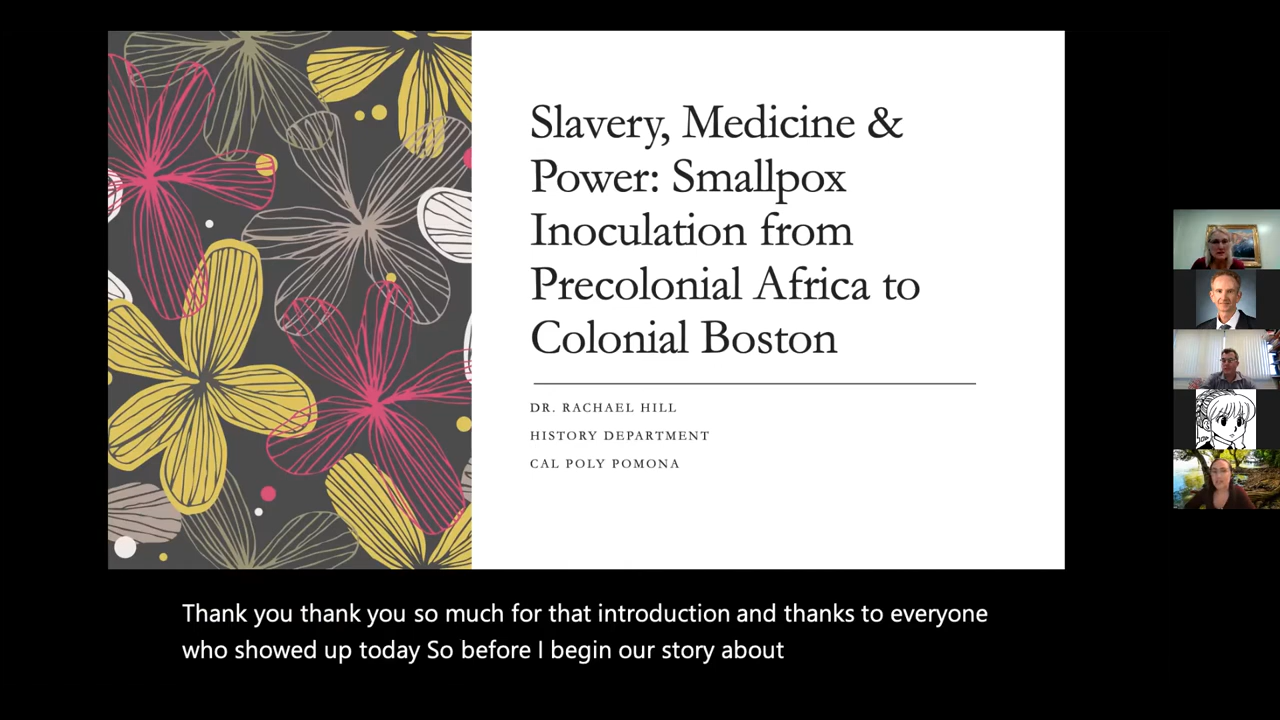 Slavery, Medicine &
Power: Smallpox
Inoculation from
Precolonial Africa to
Colonial Boston
DR. RACHAEL HILL
HISTORY DEPARTMENT
CAL POLY POMONA
Thank you thank you so much for that introduction and thanks to everyone
who showed up today So before I begin our story about